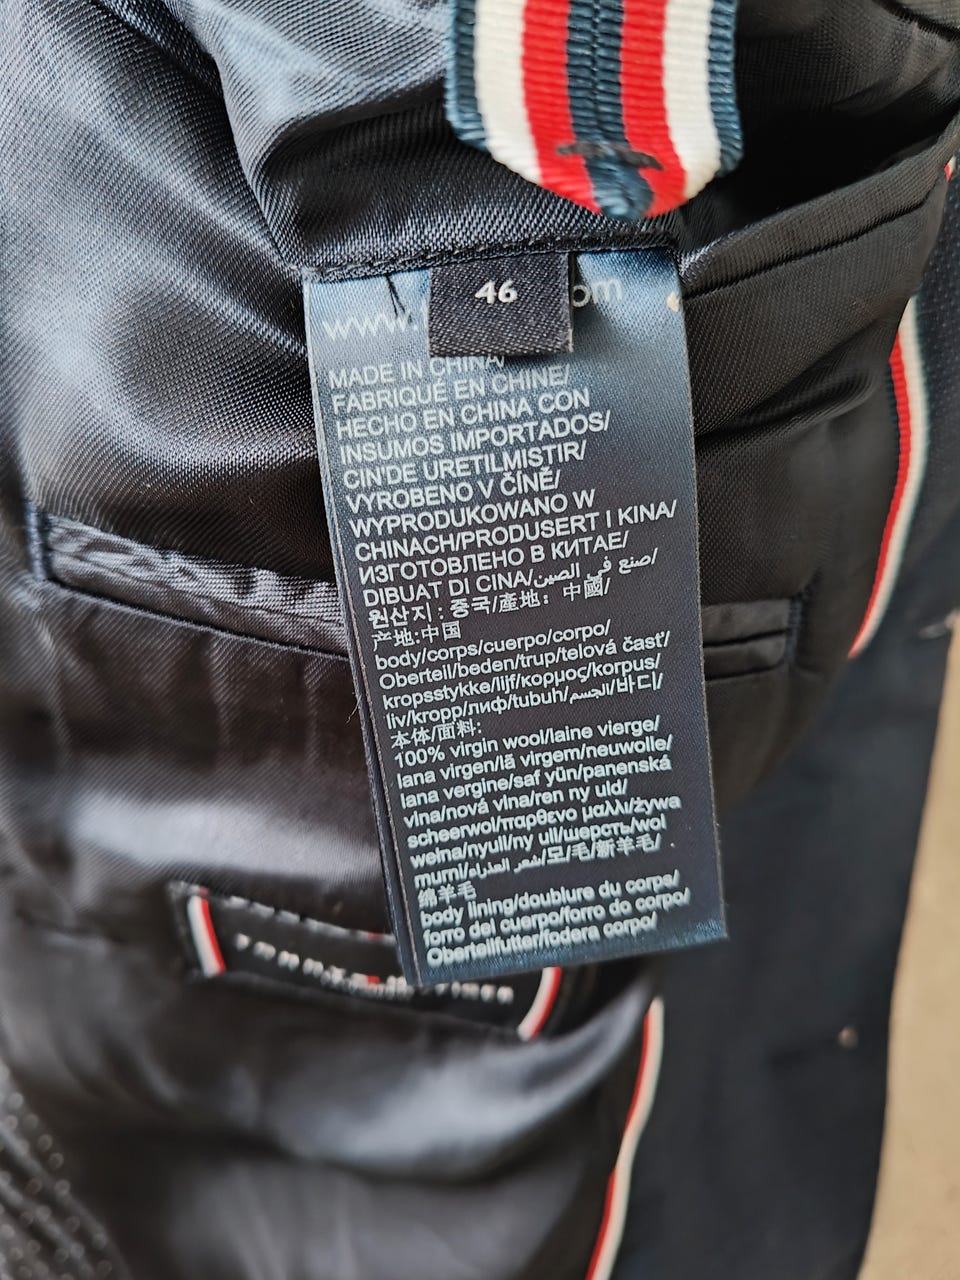 46
www.
om
MADE IN CHINA/
FABRIQUÉ EN CHINE/
HECHO EN CHINA CON
INSUMOS IMPORTADOS/
CIN'DE URETILMISTIR/
VYROBENO V ČÍNĚ/
WYPRODUKOWANO W
CHINACH/PRODUSERT I KINA/
ИЗГОТОВЛЕНО В КИТАЕ/
DIBUAT DI CINA/صنع في الصين/
원산지: 중국/產地: 中國/
产地:中国
body/corps/cuerpo/corpo/
Oberteil/beden/trup/telová časť/
kropsstykke/lijf/κορμος/korpus/
liv/kropp/лиф/tubuh/الجسم/바디/
本体/面料:
100% virgin wool/laine vierge/
lana virgen/lã virgem/neuwolle/
lana vergine/saf yün/panenská
vlna/nová vlna/ren ny uld/
scheerwol/παρθενο μαλλι/żywa
wełna/nyull/ny ull/шерсть/wol
murni/شعر العذراء/모/毛/新羊毛/
绵羊毛
body lining/doublure du corps/
forro del cuerpo/forro do corpo/
Oberteilfutter/fodera corpo/